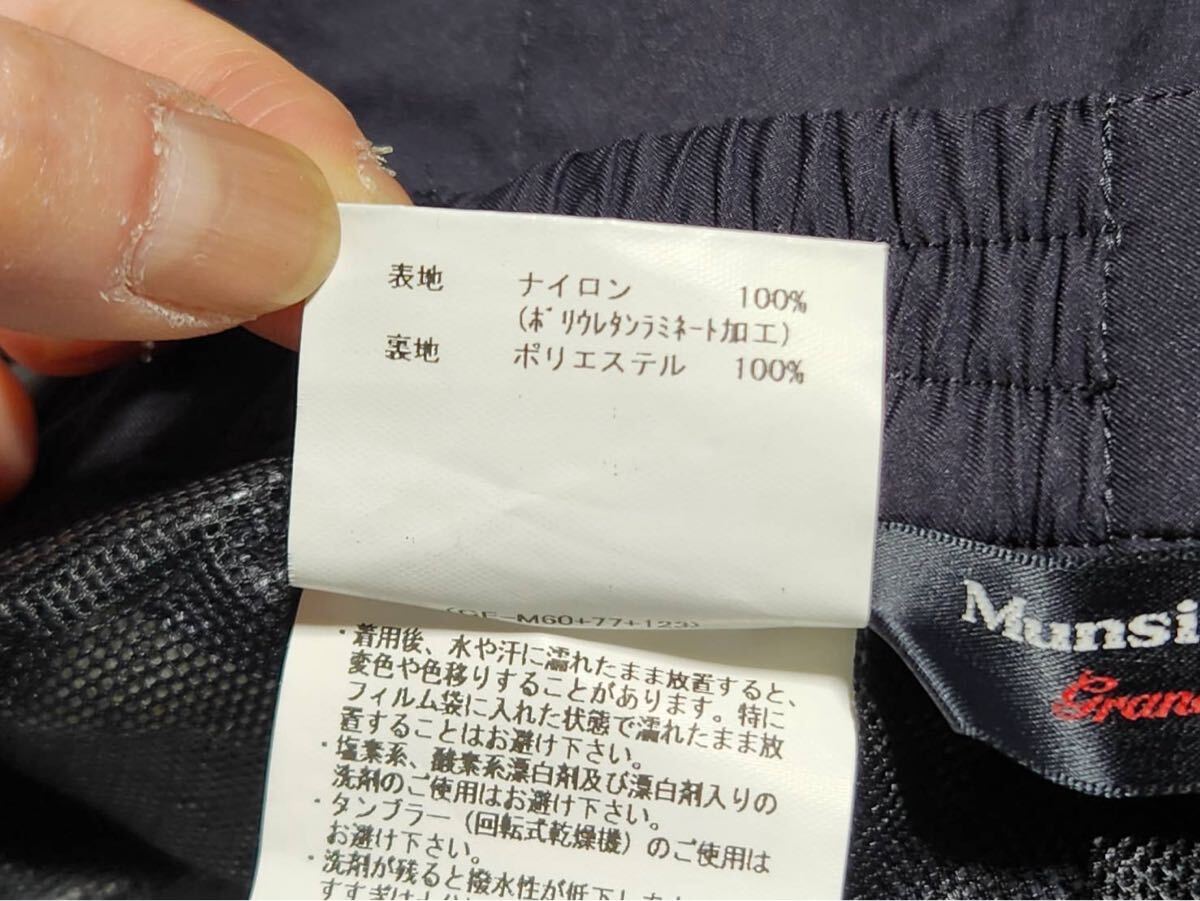 表地 ナイロン 100%
(ポリウレタンラミネート加工)
裏地 ポリエステル 100%
M60+77+123)
・着用後、水や汗に濡れたまま放置すると、
変色や色移りすることがあります。特に
フィルム袋に入れた状態で濡れたまま放
置することはお避け下さい。
・塩素系、酸素系漂白剤及び漂白剤入りの
洗剤のご使用はお避け下さい。
・タンブラー(回転式乾燥機)のご使用は
お避け下さい。
・洗剤が残ると撥水性が低下し
すすぎは
Munsi
Gran